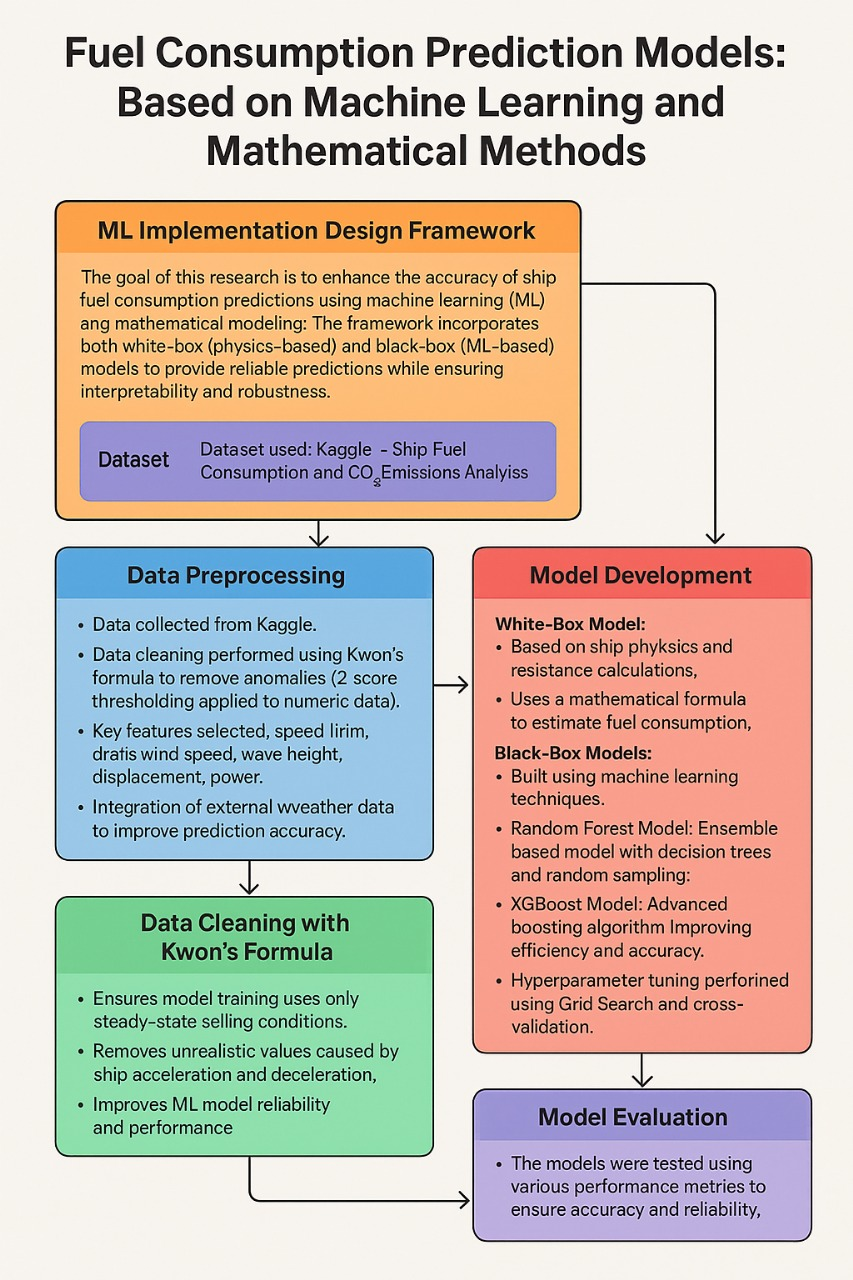 Fuel Consumption Prediction Models:
Based on Machine Learning and
Mathematical Methods
ML Implementation Design Framework
The goal of this research is to enhance the accuracy of ship
fuel consumption predictions using machine learning (ML)
ang mathematical modeling: The framework incorporates
both white-box (physics-based) and black-box (ML-based)
models to provide reliable predictions while ensuring
interpretability and robustness.
Dataset
Dataset used: Kaggle - Ship Fuel
Consumption and CO₂Emissions Analyiss
Data Preprocessing
• Data collected from Kaggle.
• Data cleaning performed using Kwon's
formula to remove anomalies (2 score
thresholding applied to numeric data).
• Key features selected, speed lirim,
dratis wind speed, wave height,
displacement, power.
• Integration of external wveather data
to improve prediction accuracy.
Data Cleaning with
Kwon's Formula
• Ensures model training uses only
steady-state selling conditions.
• Removes unrealistic values caused by
ship acceleration and deceleration,
• Improves ML model reliability
and performance
Model Development
White-Box Model:
• Based on ship phyksics and
resistance calculations,
• Uses a mathematical formula
to estimate fuel consumption,
Black-Box Models:
• Built using machine learning
techniques.
• Random Forest Model: Ensemble
based model with decision trees
and random sampling:
• XGBoost Model: Advanced
boosting algorithm Improving
efficiency and accuracy.
• Hyperparameter tuning perforined
using Grid Search and cross-
validation.
Model Evaluation
• The models were tested using
various performance metries to
ensure accuracy and reliability,